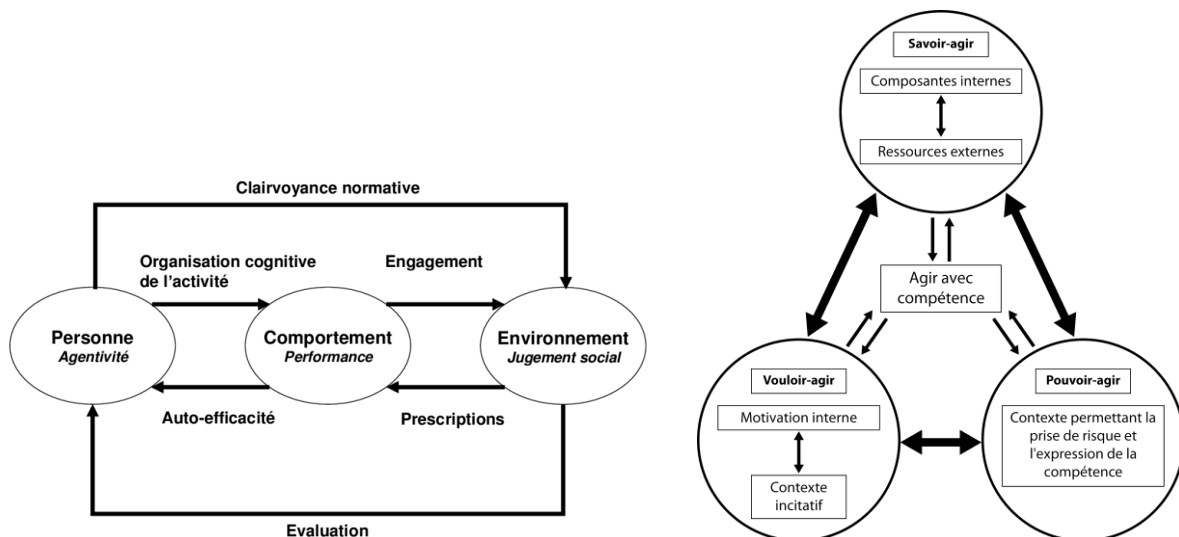 Clairvoyance normative
Organisation cognitive
de l'activité
Engagement
Personne
Agentivité
Comportement
Performance
Environnement
Jugement social
Auto-efficacité
Prescriptions
Evaluation
Savoir-agir
Composantes internes
Ressources externes
Agir avec
compétence
Vouloir-agir
Motivation interne
Contexte
incitatif
Pouvoir-agir
Contexte permettant la
prise de risque et
l'expression de la
compétence